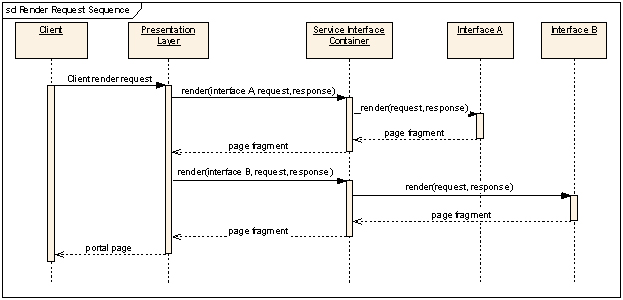 sd Render Request Sequence
Client
Presentation
Layer
Service Interface
Container
Interface A
Interface B
Client render request
render(interface A, request, response)
render(request, response)
page fragment
page fragment
render(interface B, request, response)
render(request, response)
page fragment
page fragment
portal page